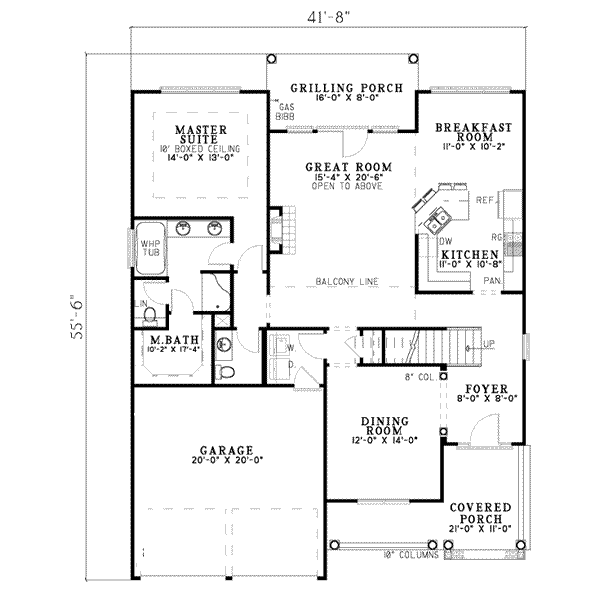 41'-8"
55'-6"
GRILLING PORCH
16'-0" X 8'-0"
GAS
BIBB
MASTER
SUITE
10' BOXED CEILING
14'-0" X 13'-0"
BREAKFAST
ROOM
11'-0" X 10'-2"
GREAT ROOM
15'-4" X 20'-6"
OPEN TO ABOVE
REF.
WHP
TUB
DW
RG
KITCHEN
11'-0" X 10'-8"
PAN.
BALCONY LINE
LIN
M.BATH
10'-2" X 17'-4"
W.
D.
UP
8" COL.
FOYER
8'-0" X 8'-0"
DINING
ROOM
12'-0" X 14'-0"
GARAGE
20'-0" X 20'-0"
COVERED
PORCH
21'-0" X 11'-0"
10" COLUMNS